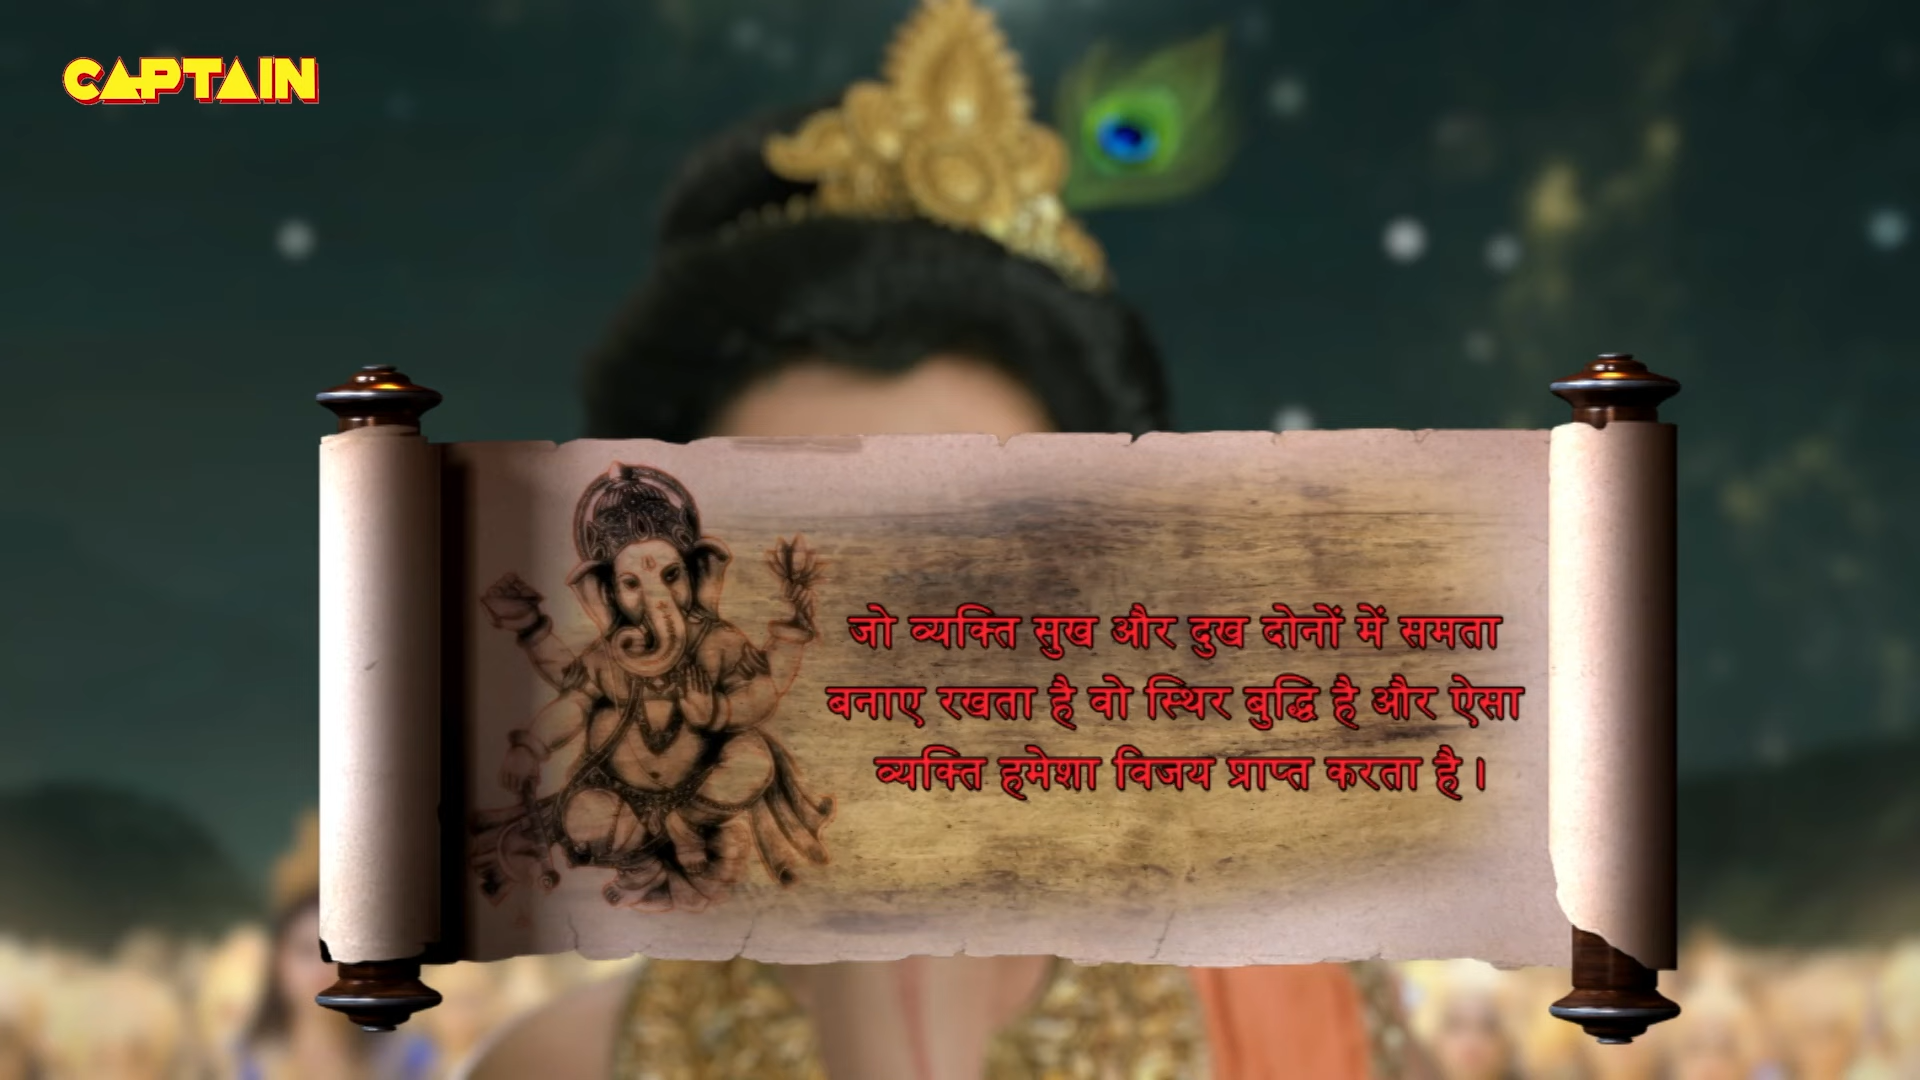 CAPTAIN
जो व्यक्ति सुख और दुख दोनों में समता
बनाए रखता है वो स्थिर बुद्धि है और ऐसा
व्यक्ति हमेशा विजय प्राप्त करता है।